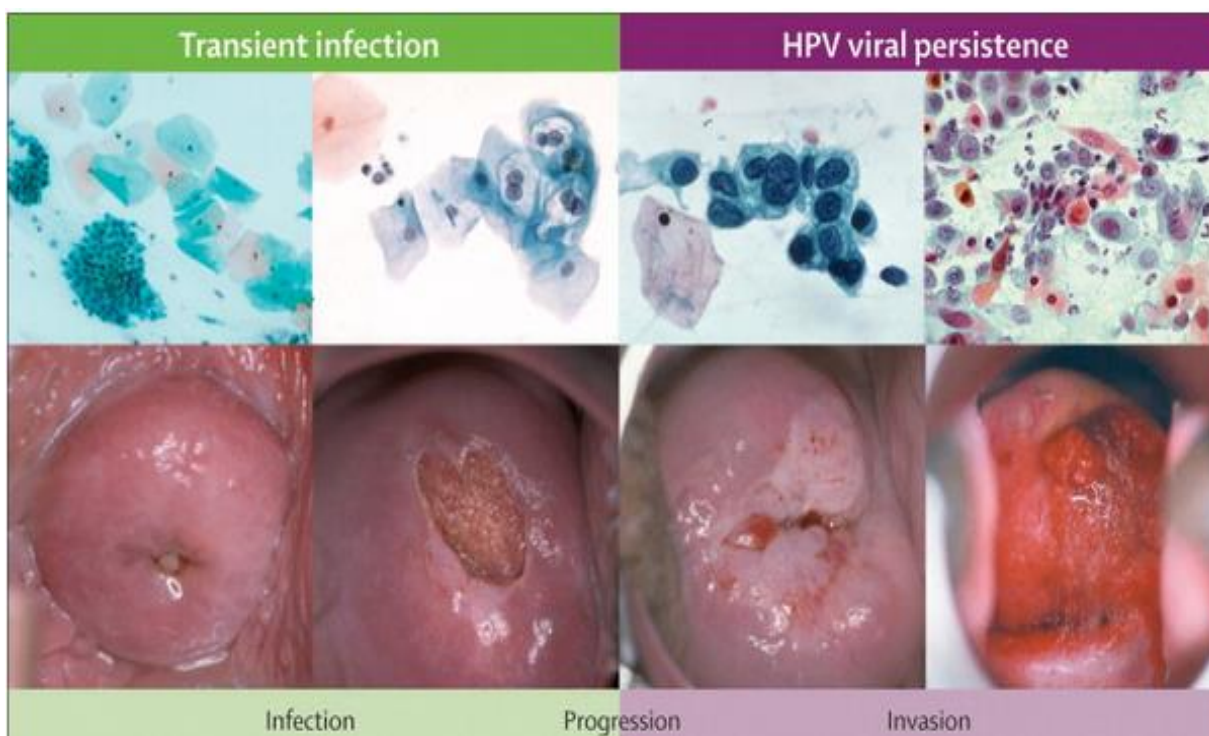 Transient infection
HPV viral persistence
Infection
Progression
Invasion